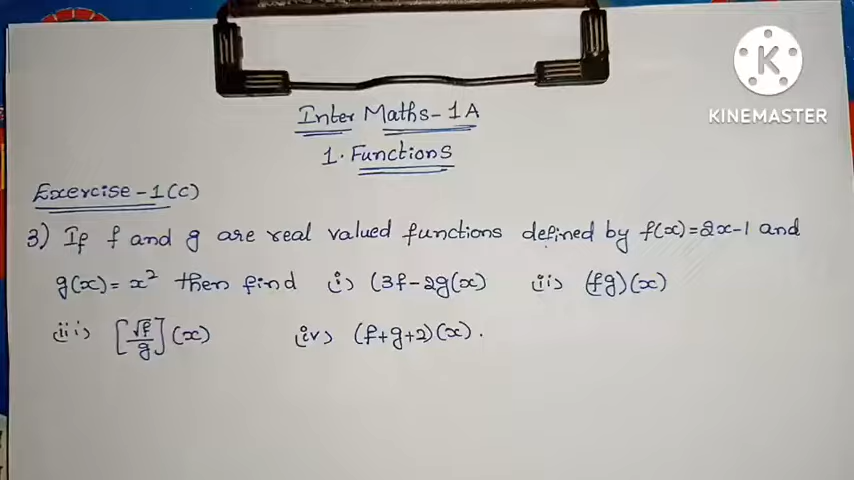 KINEMASTER
Inter Maths-1A
1. Functions
Exercise-1(c)
3) If f and g are real valued functions defined by f(x)=2x-1 and
g(x)= x² then find i) (3f-2g(x) ii) (fg)(x)
iii) [√f/g](x) iv) (f+g+2)(x).